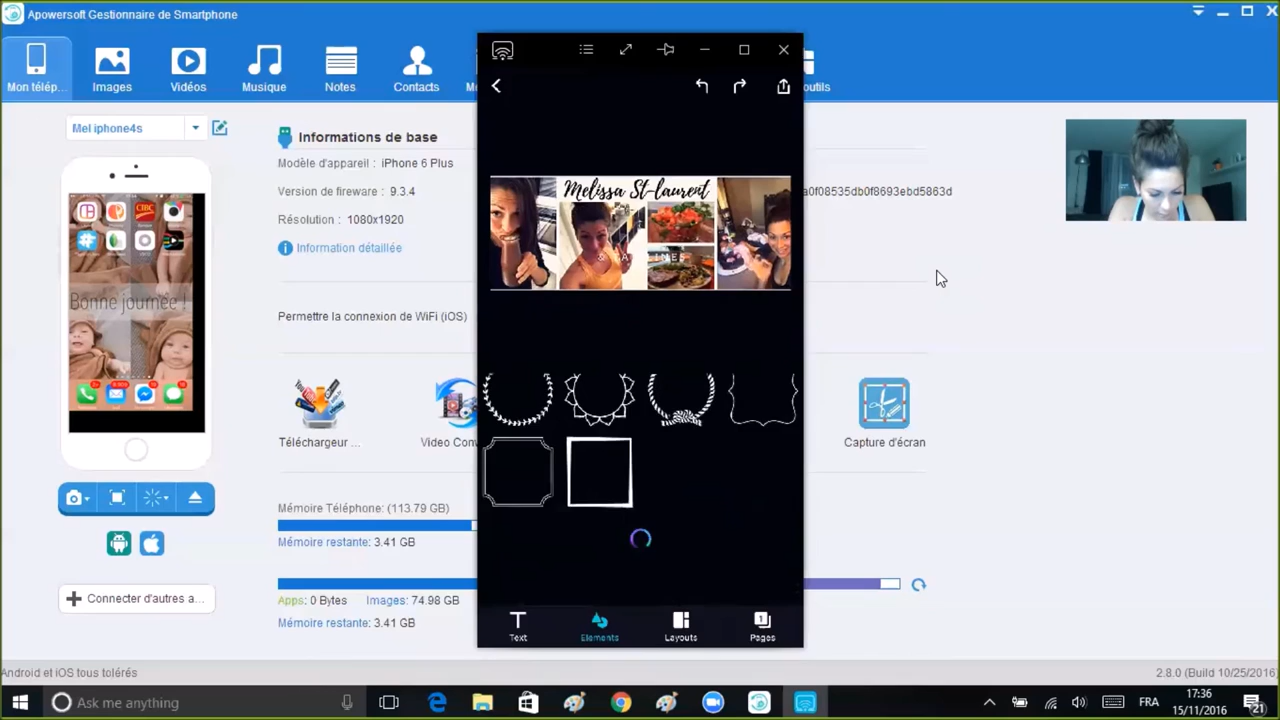 Apowersoft Gestionnaire de Smartphone
Mon télép...
Images
Vidéos
Musique
Notes
Contacts
outils
Mel iphone4s
Informations de base
Modèle d'appareil : iPhone 6 Plus
Version de fireware : 9.3.4
Résolution : 1080x1920
Information détaillée
a0f08535db0f8693ebd5863d
Permettre la connexion de WiFi (iOS)
CIBC
Bonne journée !
Téléchargeur ...
Video Con
Capture d'écran
Mémoire Téléphone: (113.79 GB)
Mémoire restante: 3.41 GB
Apps: 0 Bytes Images: 74.98 GB
Mémoire restante: 3.41 GB
Connecter d'autres a...
Melissa St-laurent
Text
Elements
Layouts
1
Pages
Android et iOS tous tolérés
2.8.0 (Build 10/25/2016)
Ask me anything
FRA
17:36
15/11/2016
21